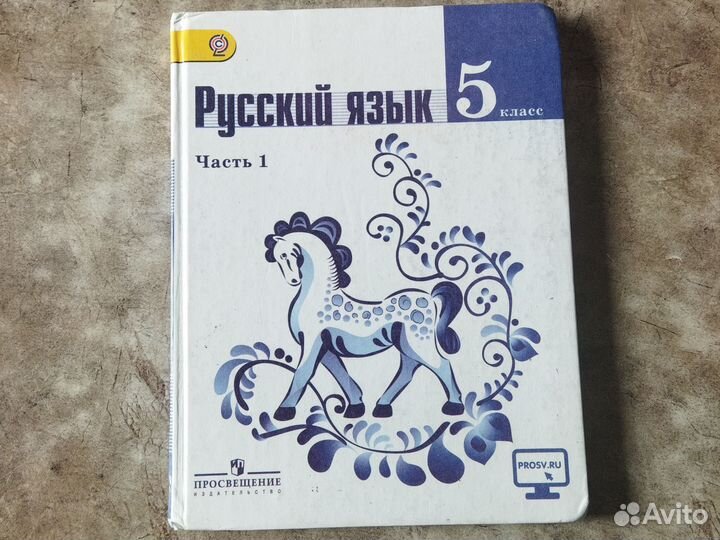 Русский язык
5
класс
Часть 1
ПРОСВЕЩЕНИЕ
ИЗДАТЕЛЬСТВО
PROSV.RU
Avito